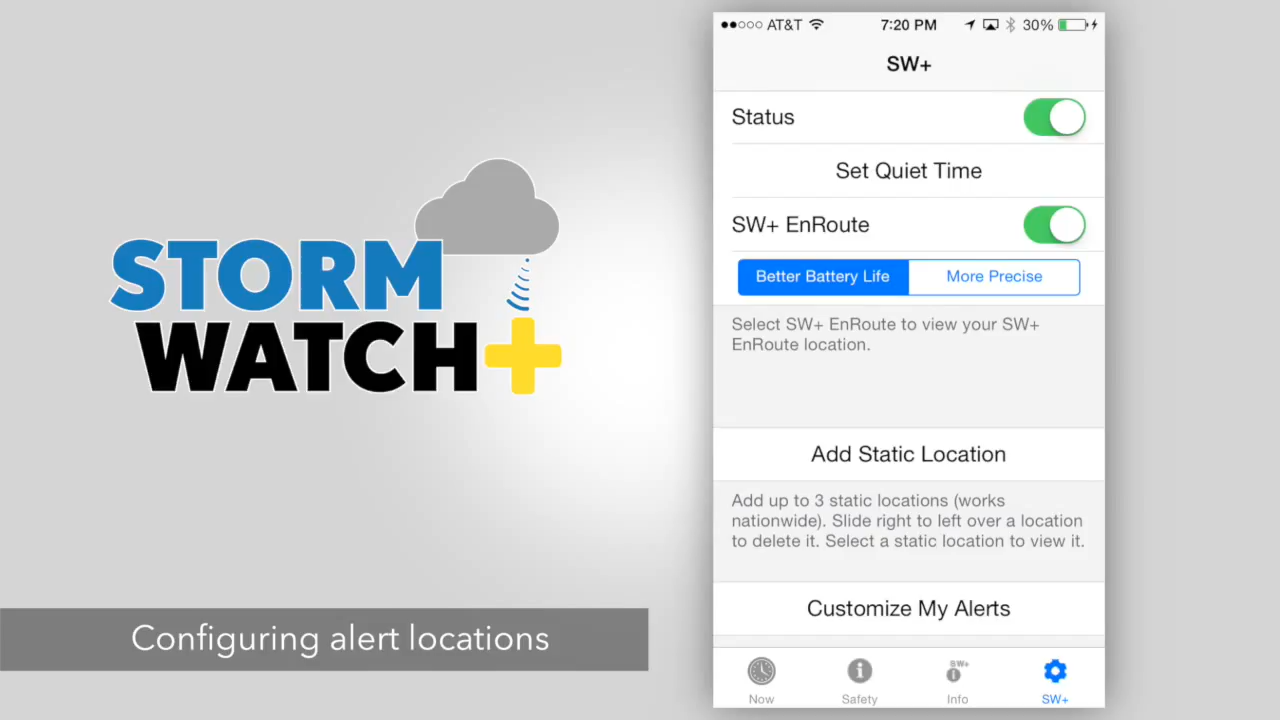 STORM
WATCH+
Configuring alert locations
AT&T 7:20 PM 30%
SW+
Status
Set Quiet Time
SW+ EnRoute
Better Battery Life More Precise
Select SW+ EnRoute to view your SW+
EnRoute location.
Add Static Location
Add up to 3 static locations (works
nationwide). Slide right to left over a location
to delete it. Select a static location to view it.
Customize My Alerts
SW+
Now Safety Info SW+